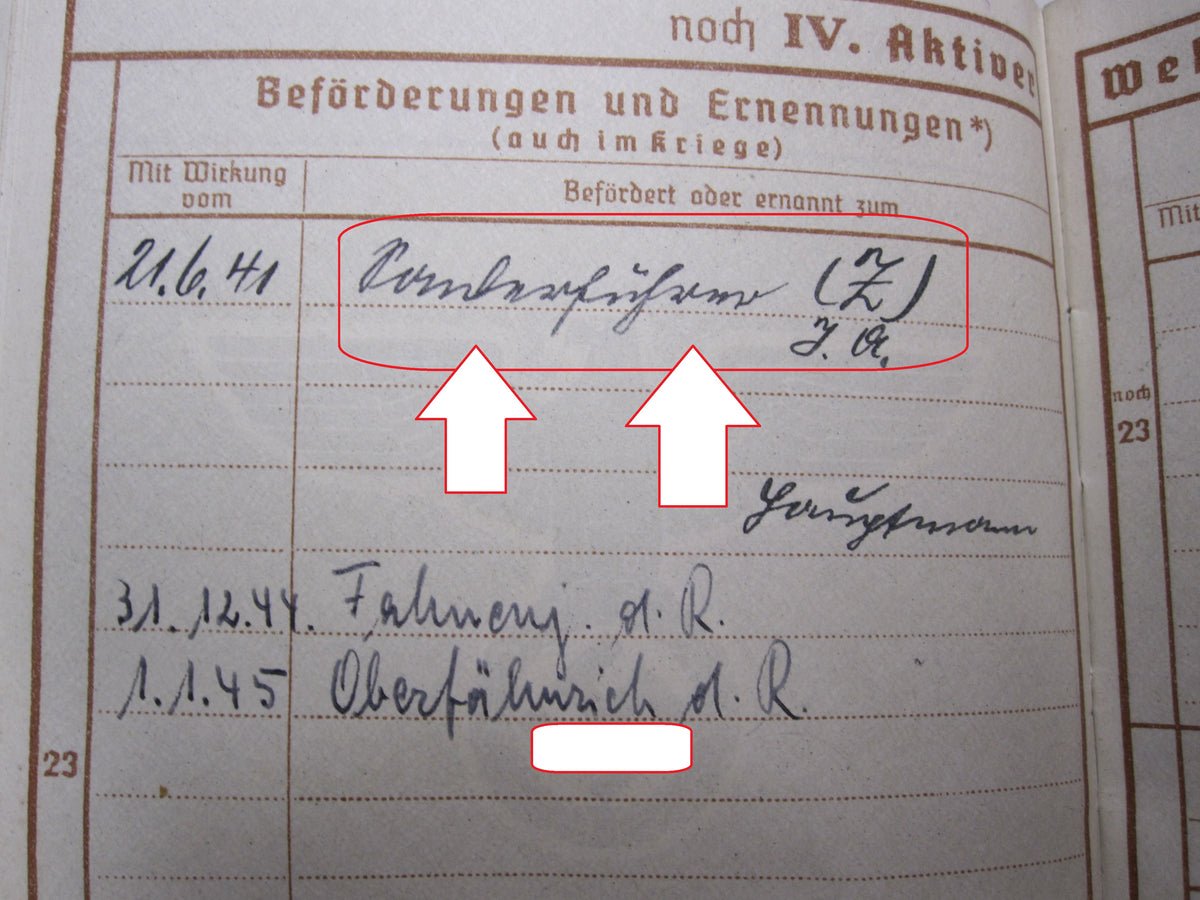 noch IV. Aktiver
Beförderungen und Ernennungen*)
(auch im Kriege)
Mit Wirkung vom
Befördert oder ernannt zum
21.6.41 Sonderführer (Z)
J. A.
Hauptmann
31.12.44. Fahnenj. d. R.
1.1.45 Oberfähnrich d. R.
23
We
Mit
noch
23